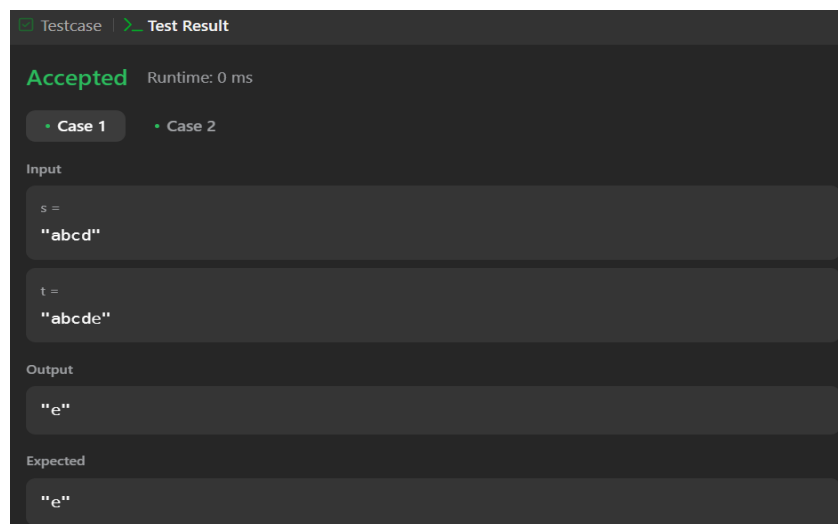 Testcase | >_ Test Result
Accepted Runtime: 0 ms
• Case 1 • Case 2
Input
s =
"abcd"
t =
"abcde"
Output
"e"
Expected
"e"